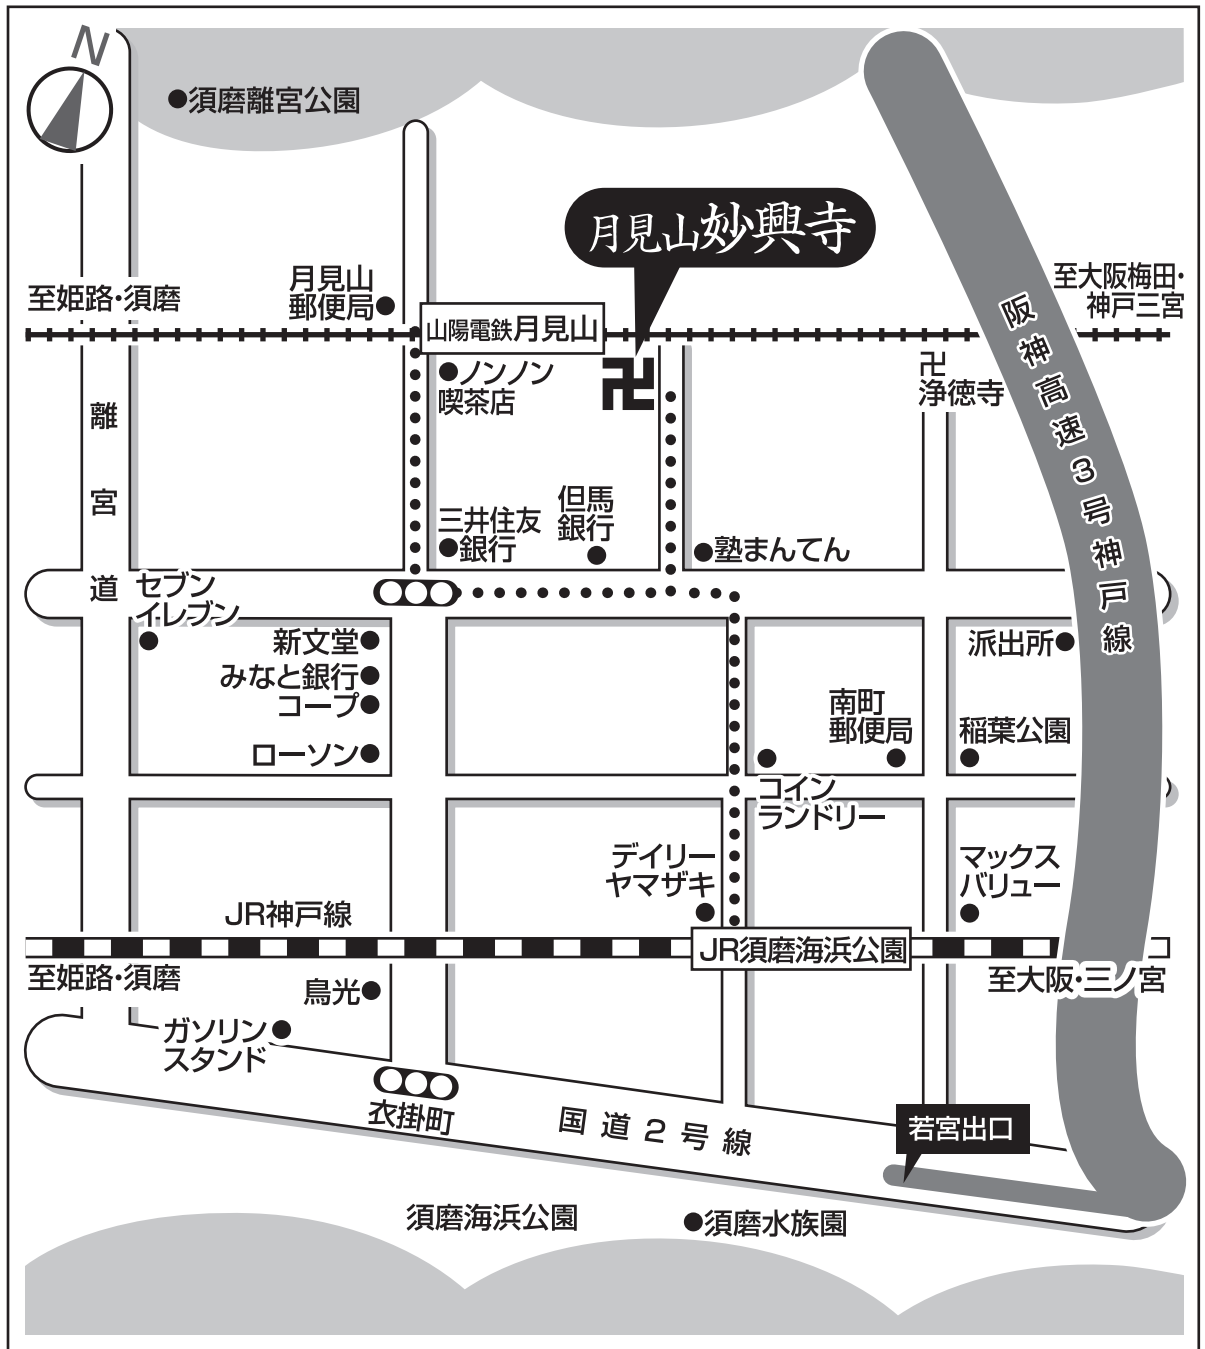 N
●須磨離宮公園
月見山妙興寺
至姫路・須磨
月見山
郵便局●
山陽電鉄月見山
至大阪梅田・
神戸三宮
阪神高速3号神戸線
●ノンノン
喫茶店
卍
卍
浄徳寺
離宮道
三井住友
●銀行
但馬
銀行
●
●塾まんてん
セブン
イレブン
●
新文堂●
みなと銀行●
コープ●
ローソン●
派出所●
南町
郵便局
●
稲葉公園
●
●
コイン
ランドリー
デイリー
ヤマザキ
●
マックス
バリュー
●
JR神戸線
JR須磨海浜公園
至姫路・須磨
至大阪・三ノ宮
鳥光●
ガソリン●
スタンド
衣掛町
国道2号線
若宮出口
須磨海浜公園
●須磨水族園